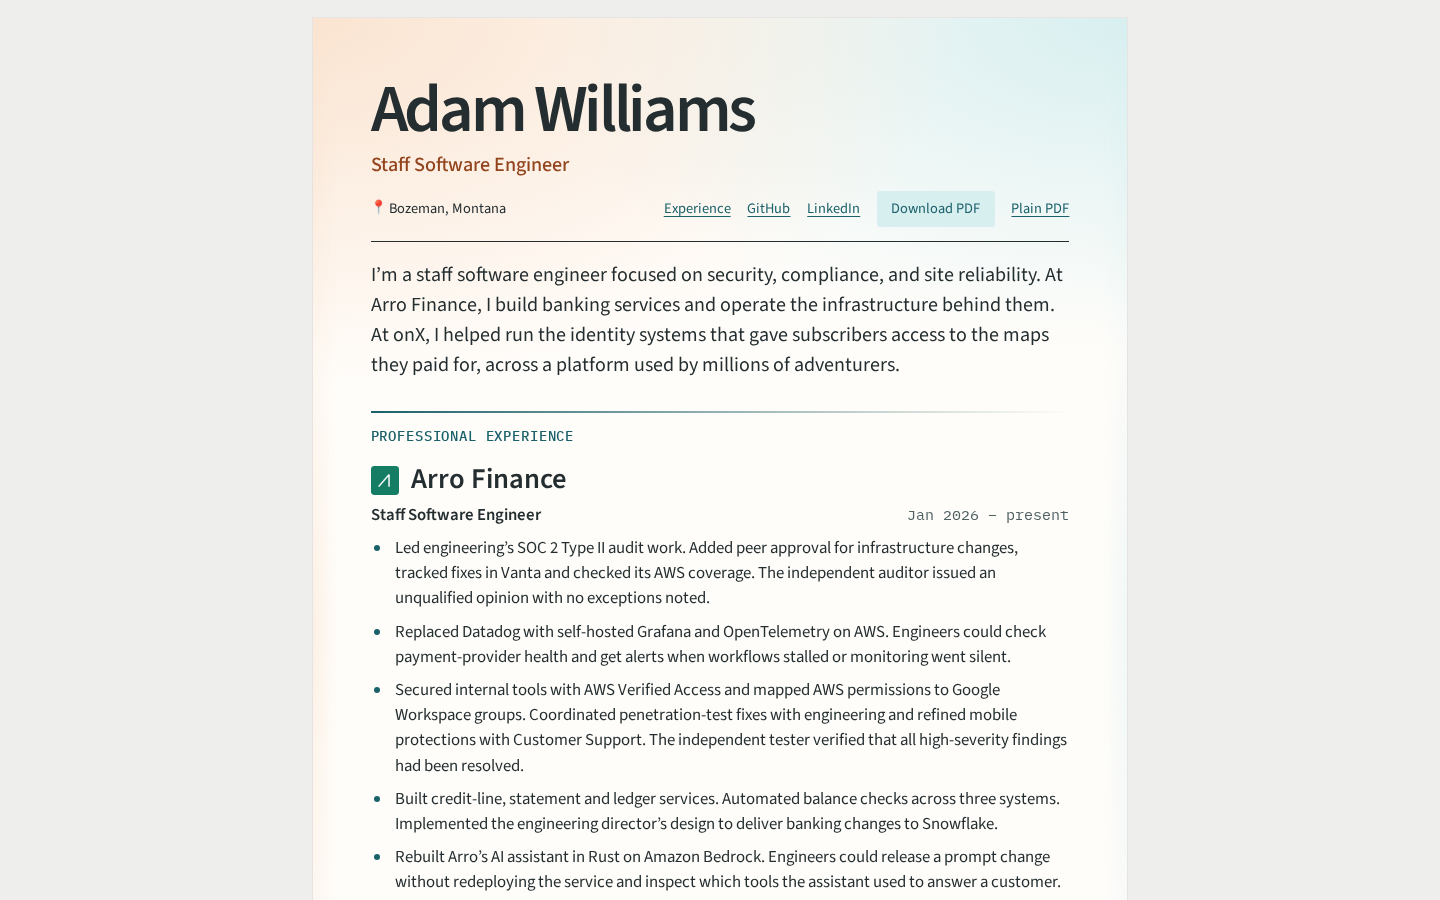 Adam Williams
Staff Software Engineer
📍 Bozeman, Montana
Experience GitHub LinkedIn Download PDF Plain PDF
I’m a staff software engineer focused on security, compliance, and site reliability. At
Arro Finance, I build banking services and operate the infrastructure behind them.
At onX, I helped run the identity systems that gave subscribers access to the maps
they paid for, across a platform used by millions of adventurers.
PROFESSIONAL EXPERIENCE
Arro Finance
Staff Software Engineer Jan 2026 – present
• Led engineering’s SOC 2 Type II audit work. Added peer approval for infrastructure changes,
tracked fixes in Vanta and checked its AWS coverage. The independent auditor issued an
unqualified opinion with no exceptions noted.
• Replaced Datadog with self-hosted Grafana and OpenTelemetry on AWS. Engineers could check
payment-provider health and get alerts when workflows stalled or monitoring went silent.
• Secured internal tools with AWS Verified Access and mapped AWS permissions to Google
Workspace groups. Coordinated penetration-test fixes with engineering and refined mobile
protections with Customer Support. The independent tester verified that all high-severity findings
had been resolved.
• Built credit-line, statement and ledger services. Automated balance checks across three systems.
Implemented the engineering director’s design to deliver banking changes to Snowflake.
• Rebuilt Arro’s AI assistant in Rust on Amazon Bedrock. Engineers could release a prompt change
without redeploying the service and inspect which tools the assistant used to answer a customer.